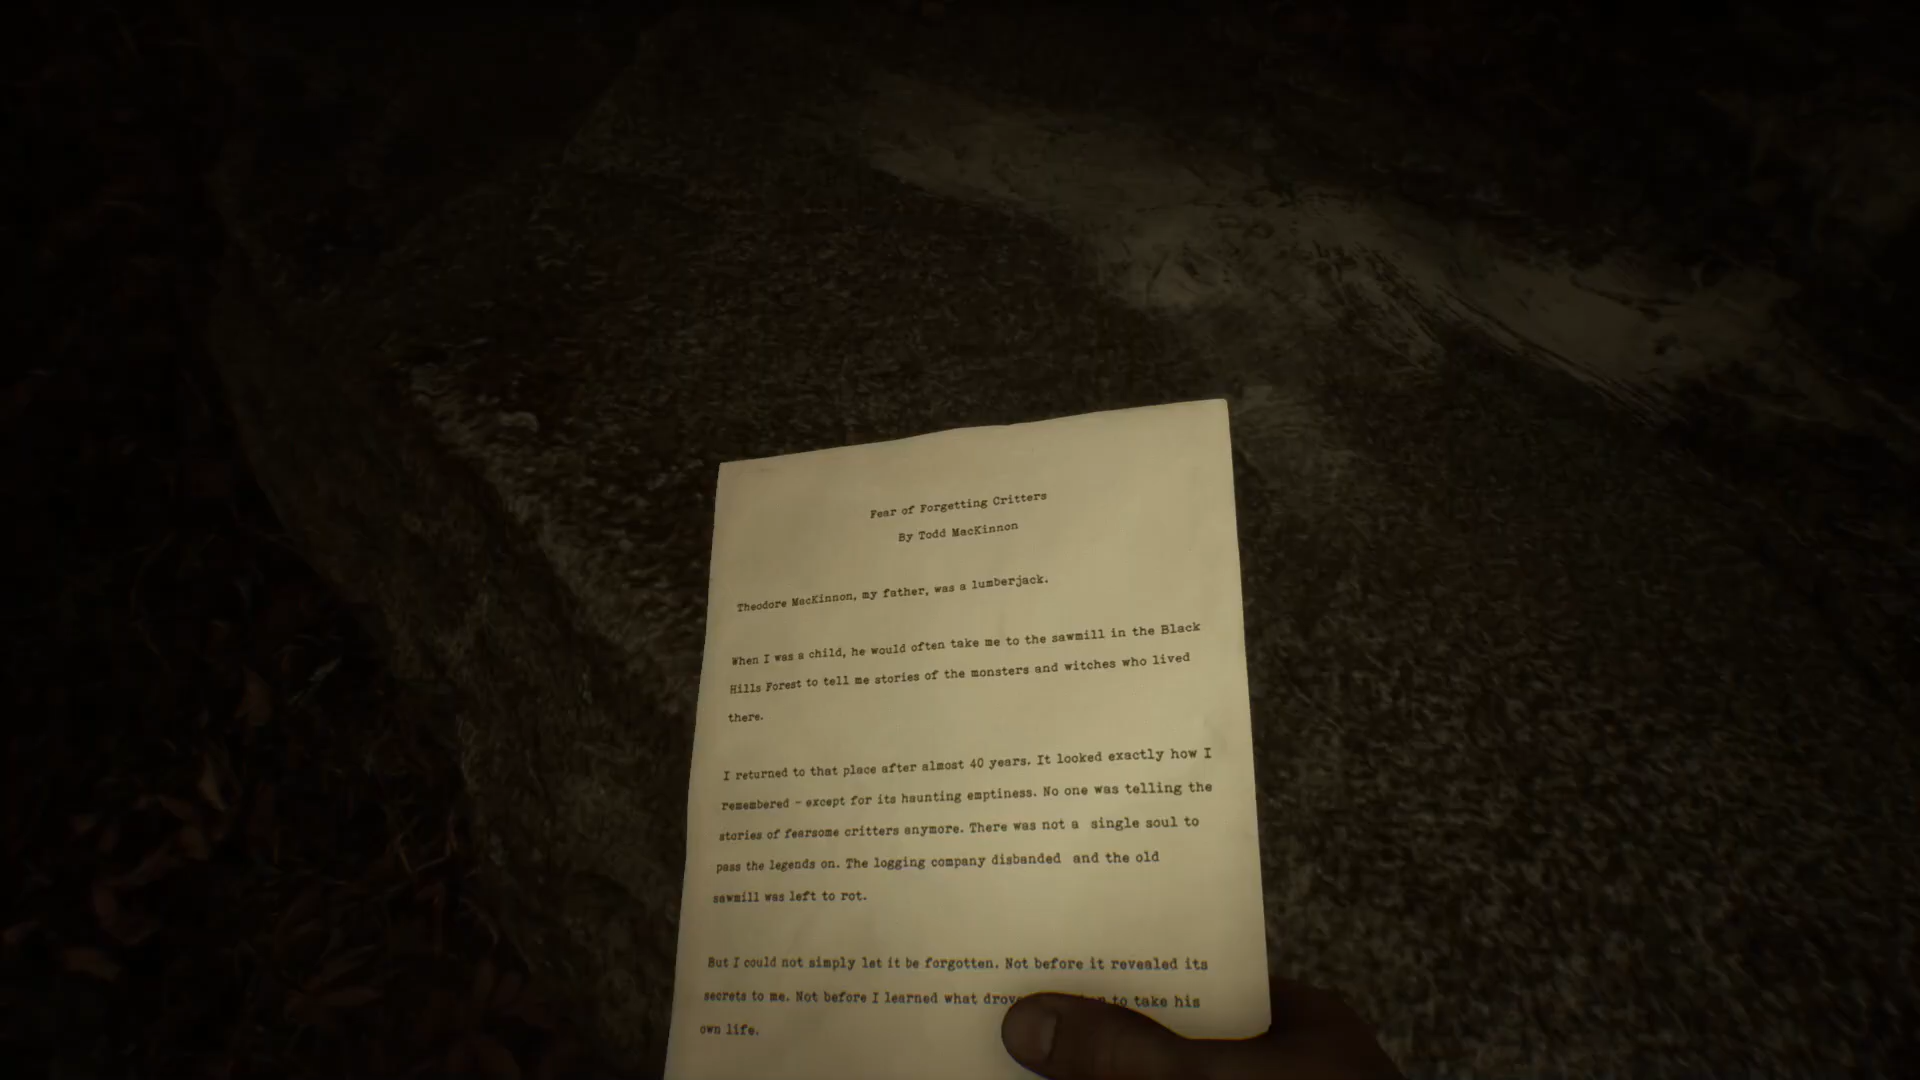 Fear of Forgetting Critters
By Todd MacKinnon
Theodore MacKinnon, my father, was a lumberjack.
When I was a child, he would often take me to the sawmill in the Black
Hills Forest to tell me stories of the monsters and witches who lived
there.
I returned to that place after almost 40 years. It looked exactly how I
remembered - except for its haunting emptiness. No one was telling the
stories of fearsome critters anymore. There was not a single soul to
pass the legends on. The logging company disbanded and the old
sawmill was left to rot.
But I could not simply let it be forgotten. Not before it revealed its
secrets to me. Not before I learned what drove to take his
own life.